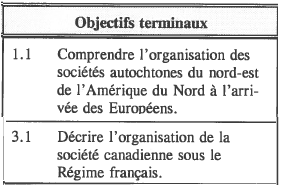 Objectifs terminaux
1.1 Comprendre l'organisation des
sociétés autochtones du nord-est
de l'Amérique du Nord à l'arri-
vée des Européens.
3.1 Décrire l'organisation de la
société canadienne sous le
Régime français.